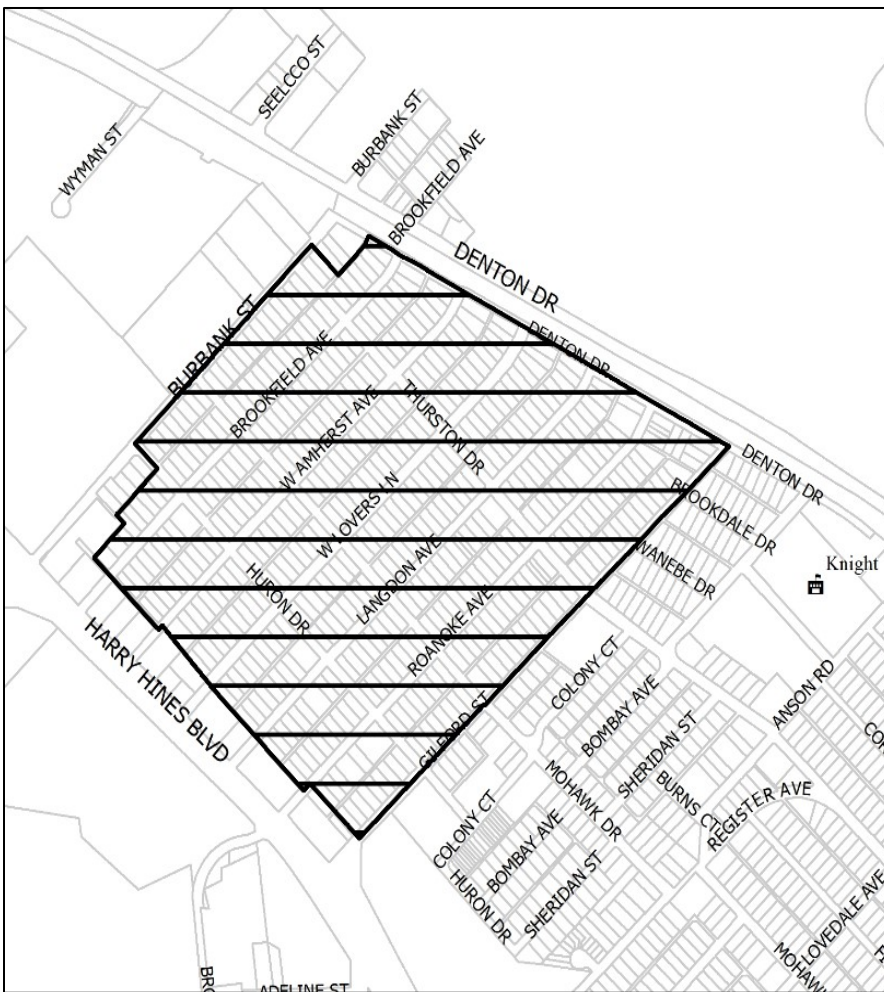 SEELCCO ST
WYMAN ST
BURBANK ST
BROOKFIELD AVE
DENTON DR
DENTON DR
BURBANK ST
BROOKFIELD AVE
THURSTON DR
W AMHERST AVE
DENTON DR
W LOVERS LN
BROOKDALE DR
WANEBE DR
Knight
LANGDON AVE
HURON DR
ROANOKE AVE
HARRY HINES BLVD
COLONY CT
ANSON RD
BOMBAY AVE
GILFORD ST
SHERIDAN ST
MOHAWK DR
BURNS CT
REGISTER AVE
COLONY CT
BOMBAY AVE
HURON DR
SHERIDAN ST
LOVEDALE AVE
ADELINE ST